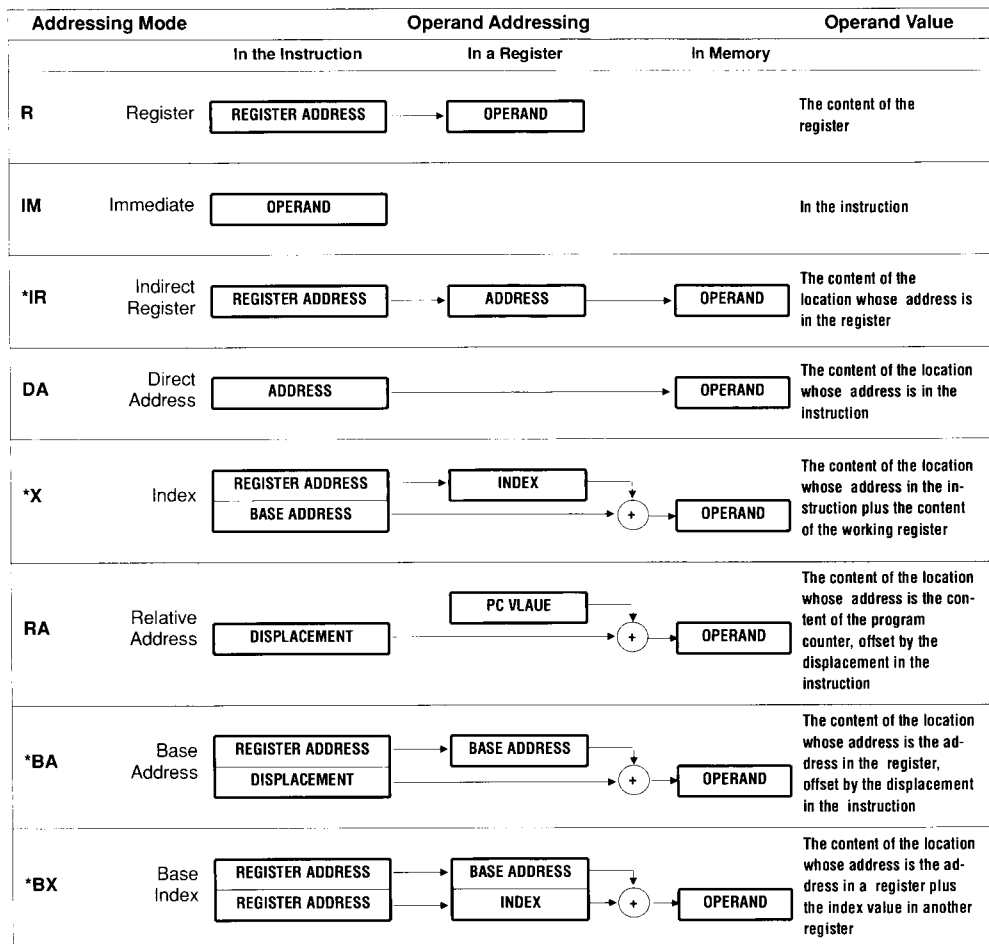 Addressing Mode Operand Addressing Operand Value
In the Instruction In a Register In Memory
R Register REGISTER ADDRESS OPERAND The content of the
register
IM Immediate OPERAND In the instruction
*IR Indirect
Register REGISTER ADDRESS ADDRESS OPERAND The content of the
location whose address is
in the register
DA Direct
Address ADDRESS OPERAND The content of the location
whose address is in the
instruction
*X Index REGISTER ADDRESS INDEX
BASE ADDRESS + OPERAND
The content of the location
whose address in the in-
struction plus the content
of the working register
RA Relative
Address PC VLAUE
DISPLACEMENT + OPERAND
The content of the location
whose address is the con-
tent of the program
counter, offset by the
displacement in the
instruction
*BA Base
Address REGISTER ADDRESS BASE ADDRESS
DISPLACEMENT + OPERAND
The content of the location
whose address is the ad-
dress in the register,
offset by the displacement
in the instruction
*BX Base
Index REGISTER ADDRESS BASE ADDRESS
REGISTER ADDRESS INDEX + OPERAND
The content of the location
whose address is the ad-
dress in a register plus
the index value in another
register